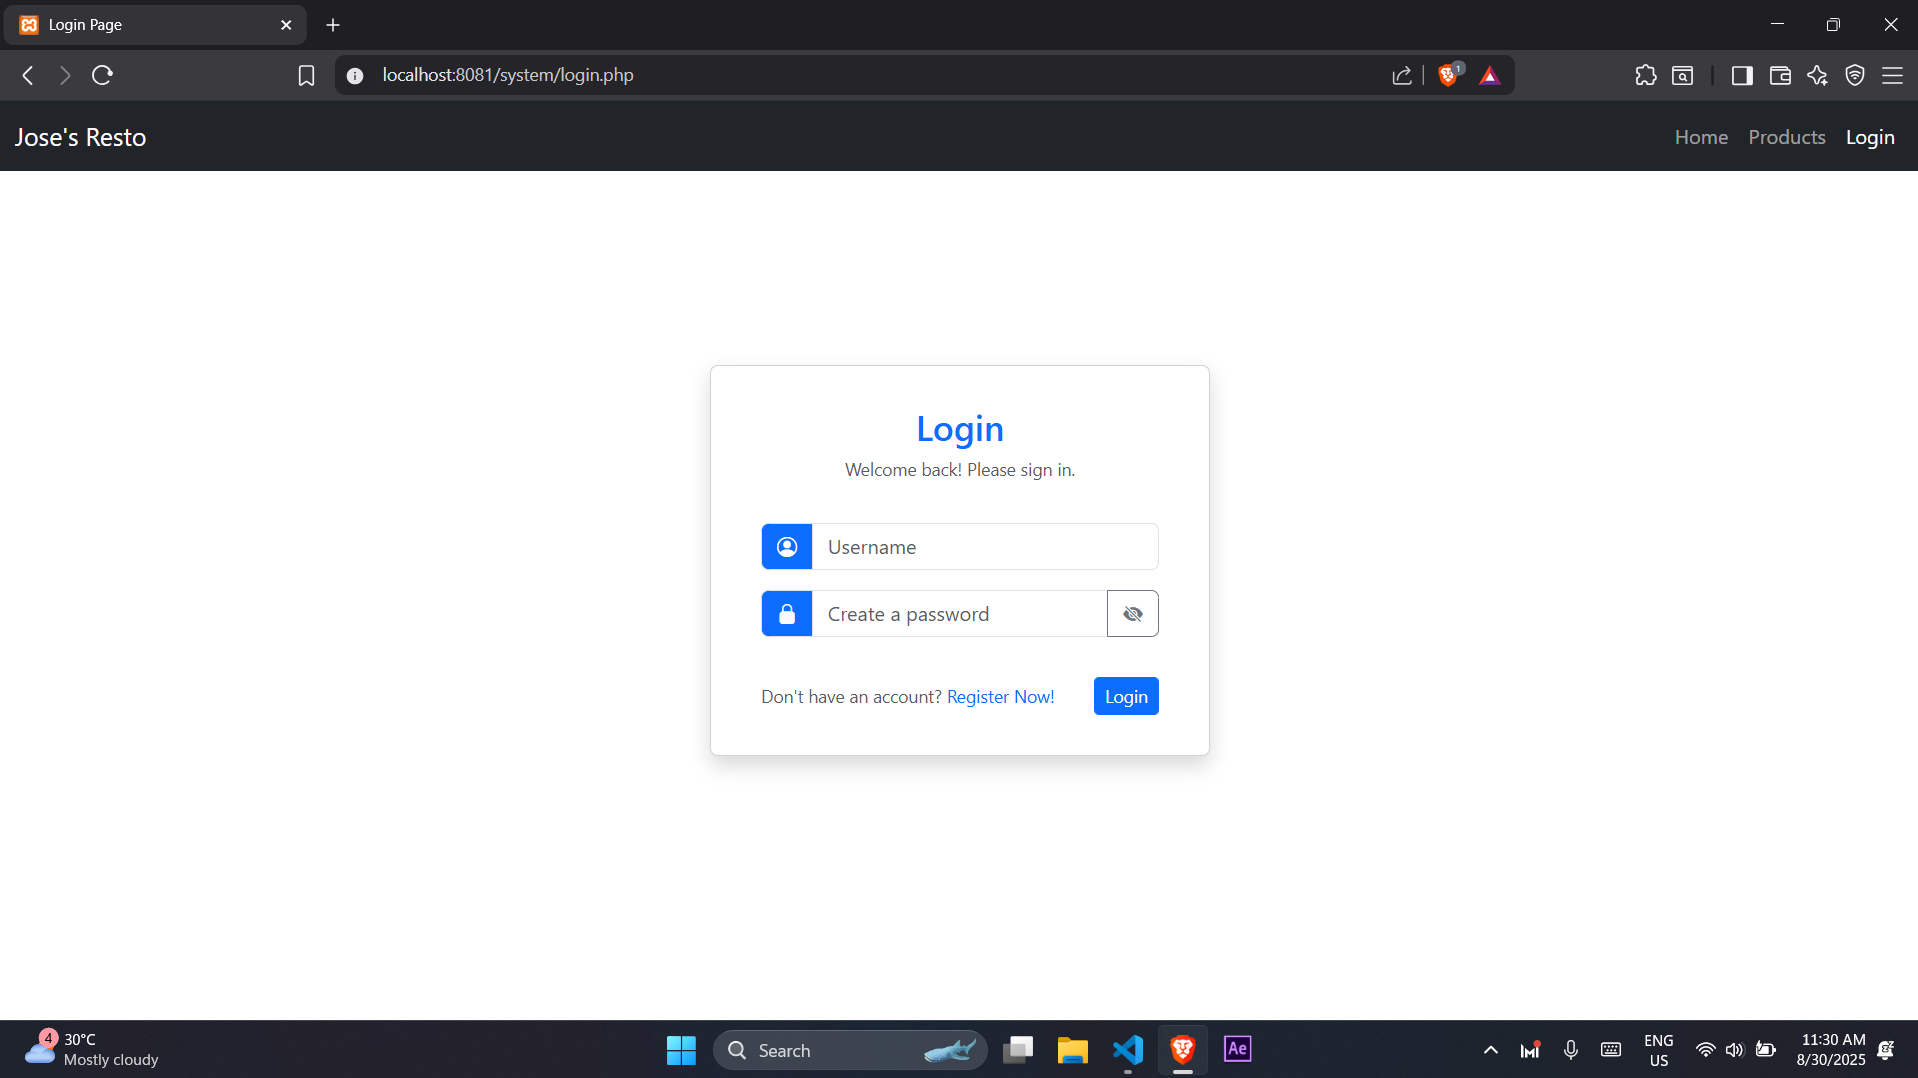 Login Page
localhost:8081/system/login.php
1
Jose's Resto
Home Products Login
Login
Welcome back! Please sign in.
Username
Create a password
Don't have an account? Register Now!
Login
4
30°C
Mostly cloudy
Search
Ae
ENG
US
11:30 AM
8/30/2025